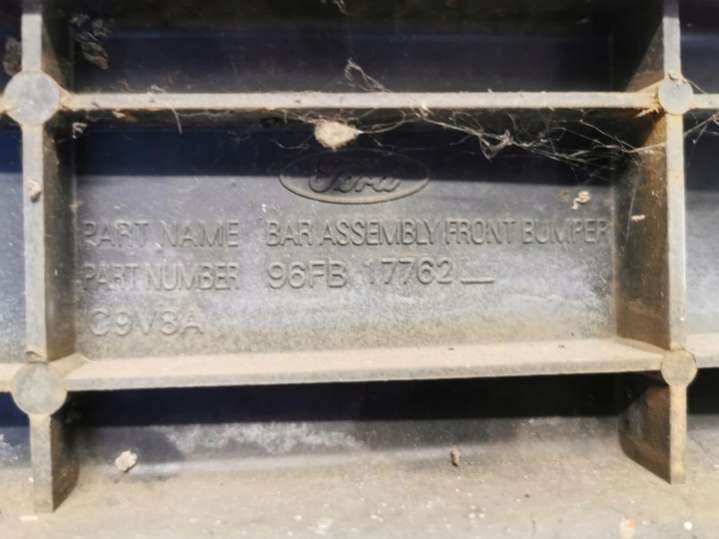 Ford
PART NAME BAR ASSEMBLY FRONT BUMPER
PART NUMBER 96FB 17762
C9V8A